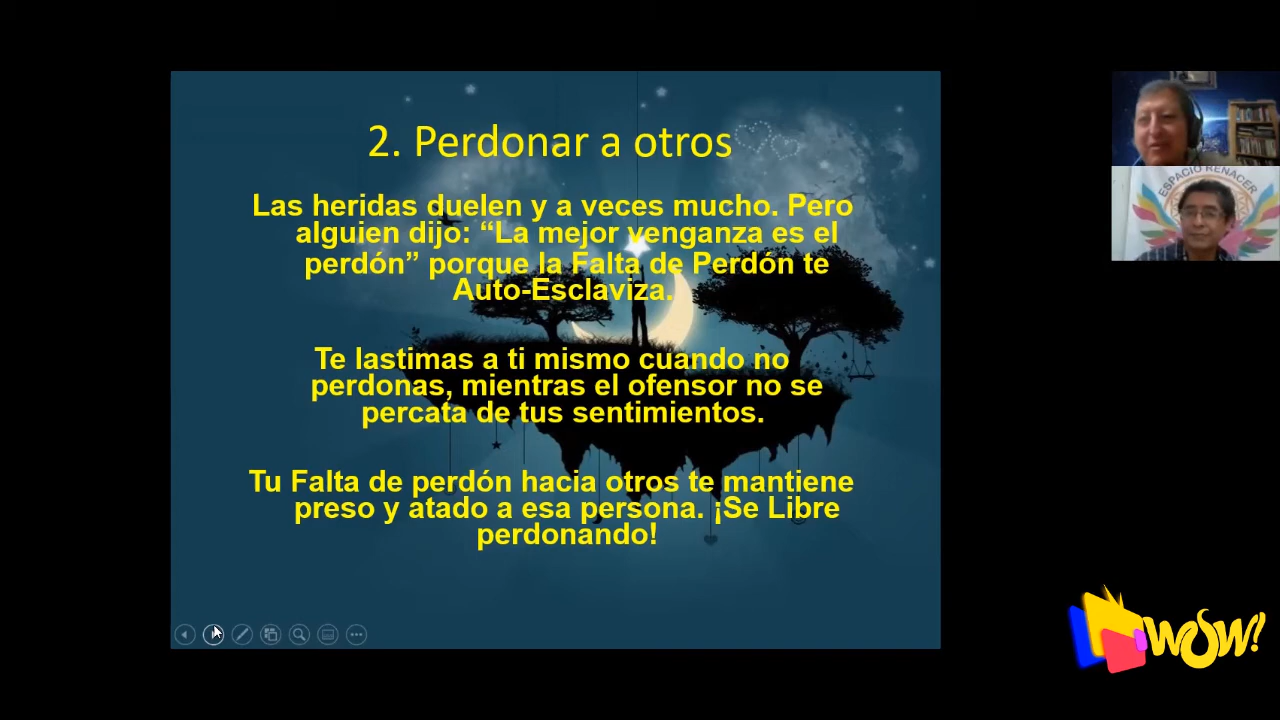 2. Perdonar a otros
Las heridas duelen y a veces mucho. Pero
alguien dijo: “La mejor venganza es el
perdón” porque la Falta de Perdón te
Auto-Esclaviza.
Te lastimas a ti mismo cuando no
perdonas, mientras el ofensor no se
percata de tus sentimientos.
Tu Falta de perdón hacia otros te mantiene
preso y atado a esa persona. ¡Se Libre
perdonando!
ESPACIO RENACER
WOW!